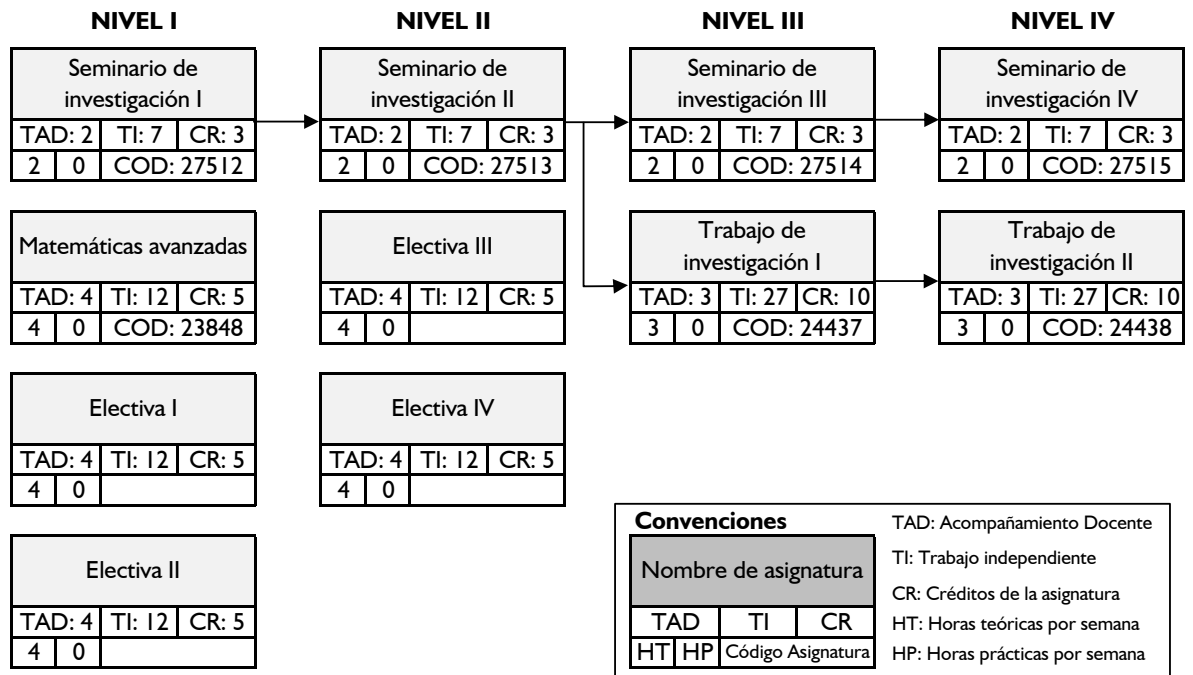 NIVEL I
Seminario de
investigación I
TAD: 2 TI: 7 CR: 3
2 0 COD: 27512
Matemáticas avanzadas
TAD: 4 TI: 12 CR: 5
4 0 COD: 23848
Electiva I
TAD: 4 TI: 12 CR: 5
4 0
Electiva II
TAD: 4 TI: 12 CR: 5
4 0
NIVEL II
Seminario de
investigación II
TAD: 2 TI: 7 CR: 3
2 0 COD: 27513
Electiva III
TAD: 4 TI: 12 CR: 5
4 0
Electiva IV
TAD: 4 TI: 12 CR: 5
4 0
NIVEL III
Seminario de
investigación III
TAD: 2 TI: 7 CR: 3
2 0 COD: 27514
Trabajo de
investigación I
TAD: 3 TI: 27 CR: 10
3 0 COD: 24437
NIVEL IV
Seminario de
investigación IV
TAD: 2 TI: 7 CR: 3
2 0 COD: 27515
Trabajo de
investigación II
TAD: 3 TI: 27 CR: 10
3 0 COD: 24438
Convenciones
Nombre de asignatura
TAD TI CR
HT HP Código Asignatura
TAD: Acompañamiento Docente
TI: Trabajo independiente
CR: Créditos de la asignatura
HT: Horas teóricas por semana
HP: Horas prácticas por semana